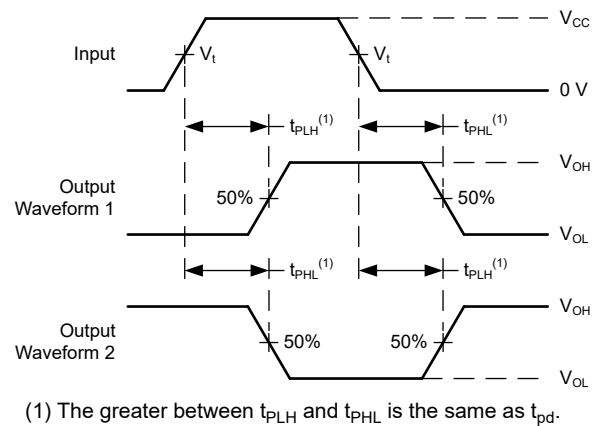 V_CC
Input
V_t
V_t
0 V
t_PLH^(1)
t_PHL^(1)
V_OH
Output
Waveform 1
50%
50%
V_OL
t_PHL^(1)
t_PLH^(1)
V_OH
Output
Waveform 2
50%
50%
V_OL
(1) The greater between t_PLH and t_PHL is the same as t_pd.